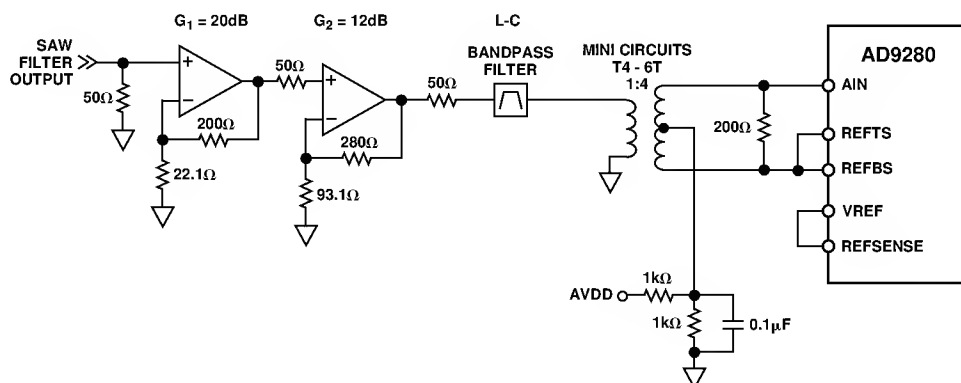 G1 = 20dB
G2 = 12dB
L-C
BANDPASS
FILTER
MINI CIRCUITS
T4 - 6T
1:4
AD9280
SAW
FILTER
OUTPUT
50Ω
+
−
200Ω
22.1Ω
50Ω
+
−
280Ω
93.1Ω
50Ω
200Ω
AIN
REFTS
REFBS
VREF
REFSENSE
AVDD
1kΩ
1kΩ
0.1μF